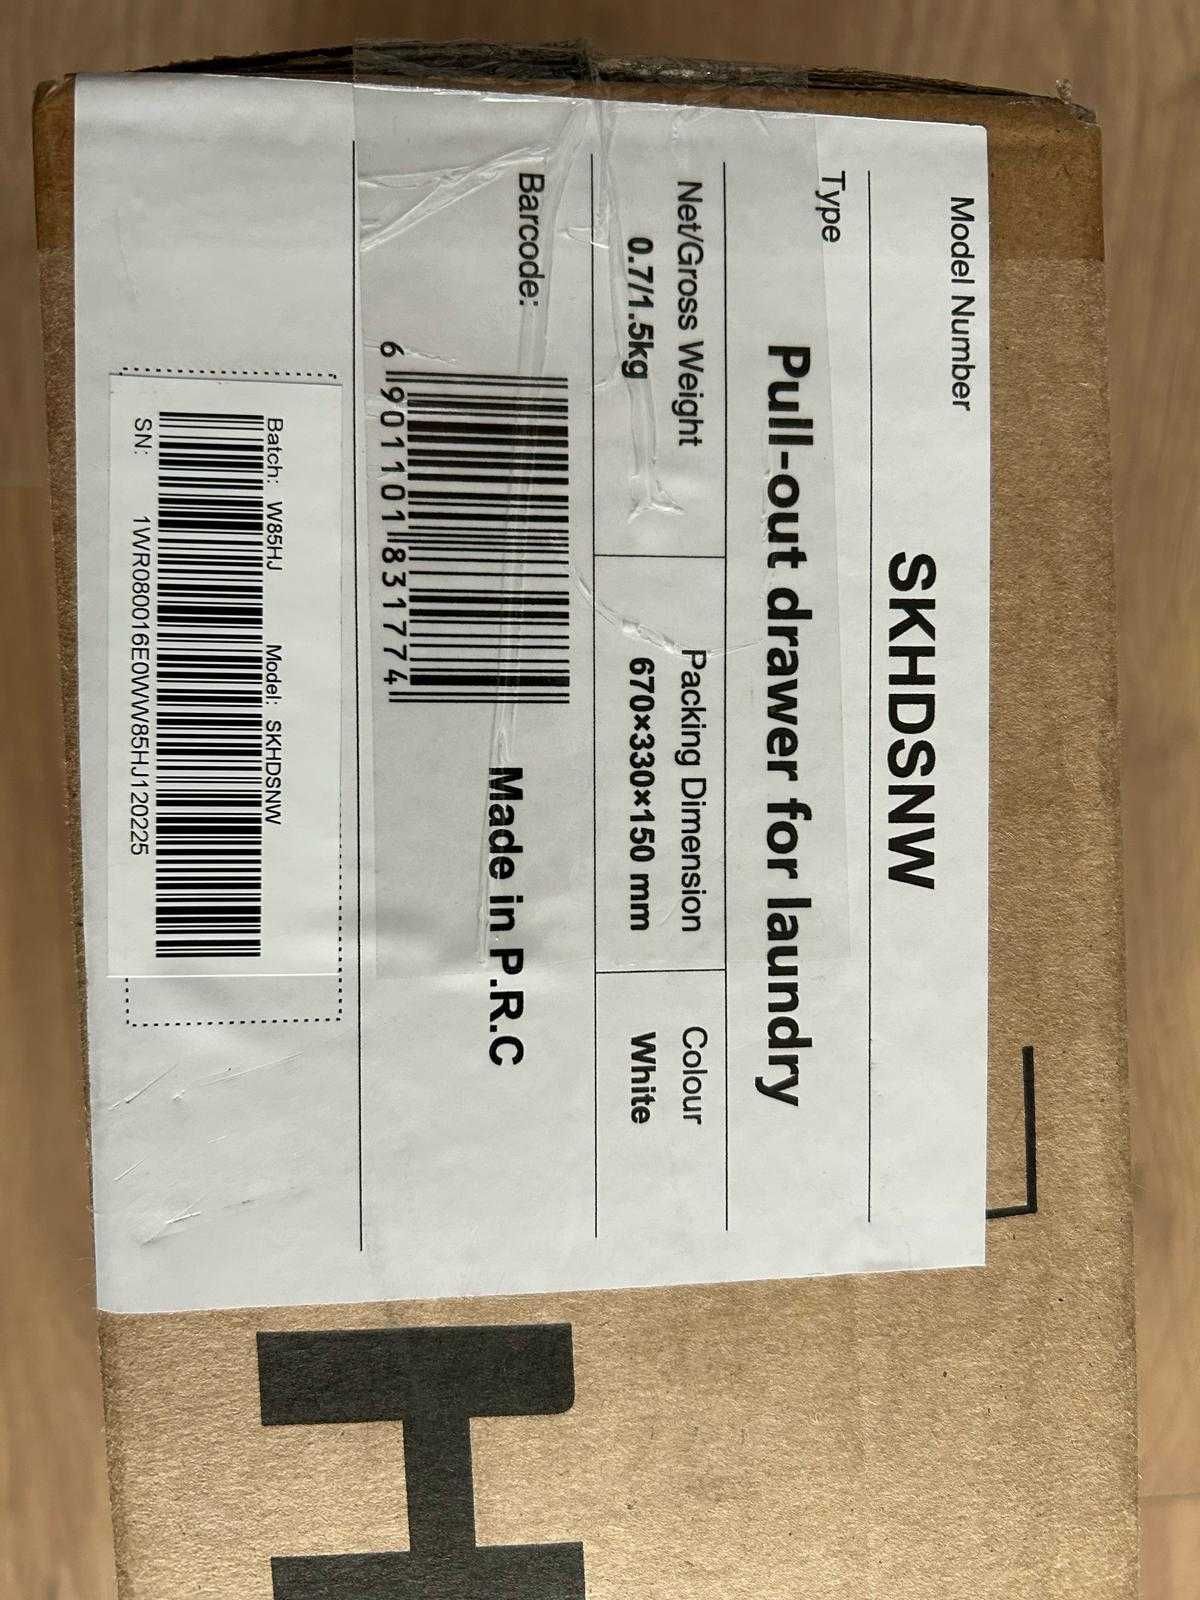 Model Number
SKHDSNW
Type
Pull-out drawer for laundry
Net/Gross Weight
0.7/1.5kg
Packing Dimension
670×330×150 mm
Colour
White
Barcode:
6 901101 831774
Made in P.R.C
Batch: W85HJ Model: SKHDSNW
SN: 1WR080016E0WW85HJ120225
H